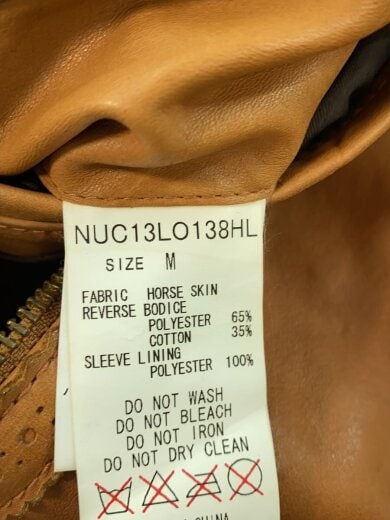 NUC13LO138HL
SIZE M
FABRIC HORSE SKIN
REVERSE BODICE
POLYESTER 65%
COTTON 35%
SLEEVE LINING
POLYESTER 100%
DO NOT WASH
DO NOT BLEACH
DO NOT IRON
DO NOT DRY CLEAN
CHINA